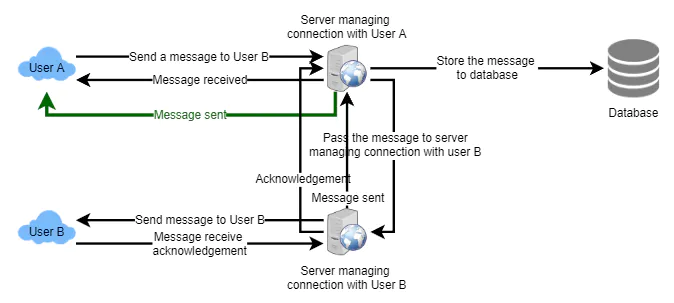 Server managing
connection with User A
User A
Send a message to User B
Message received
Message sent
Store the message
to database
Database
Pass the message to server
managing connection with user B
Acknowledgement
Message sent
User B
Send message to User B
Message receive
acknowledgement
Server managing
connection with User B